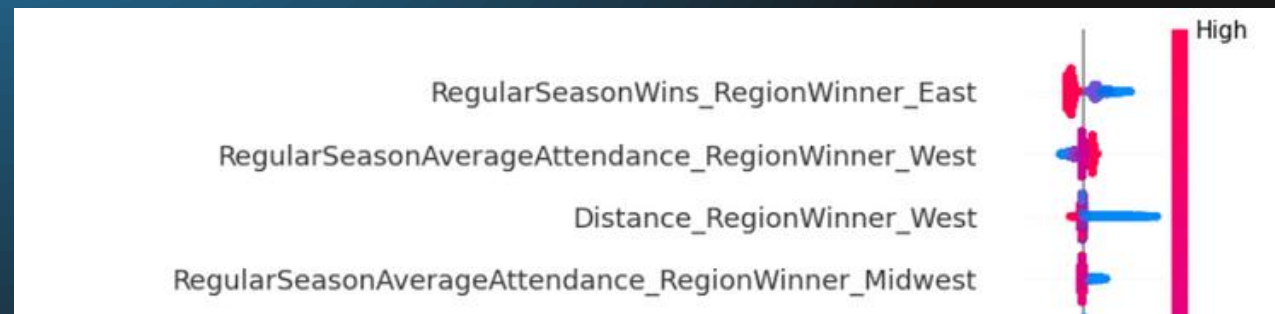 High
RegularSeasonWins_RegionWinner_East
RegularSeasonAverageAttendance_RegionWinner_West
Distance_RegionWinner_West
RegularSeasonAverageAttendance_RegionWinner_Midwest